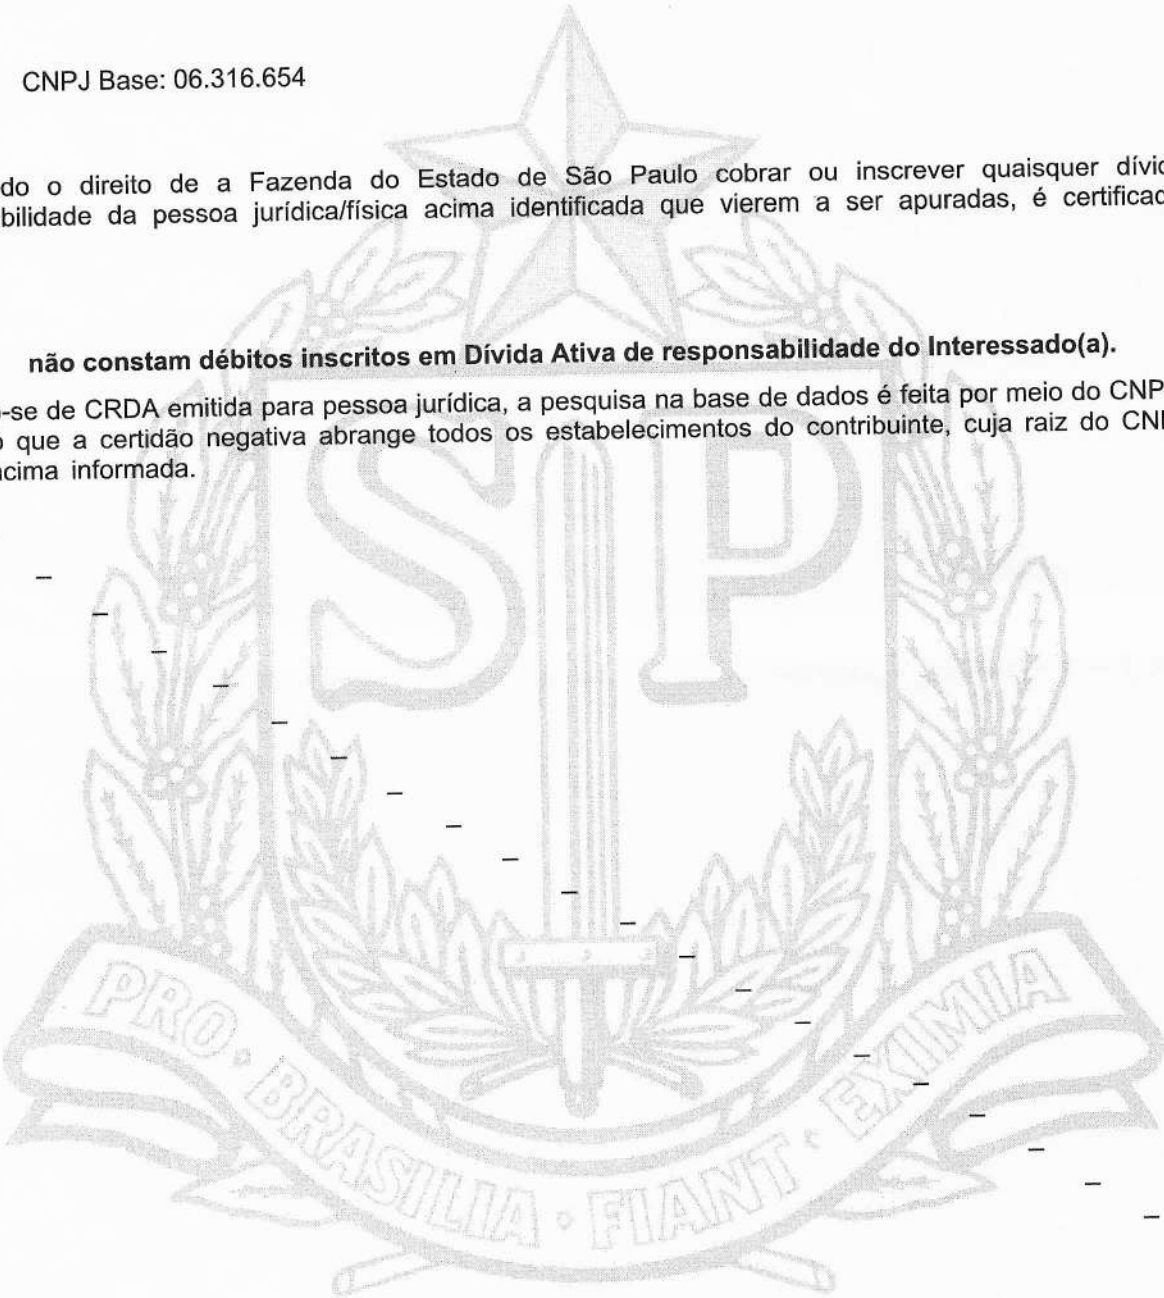 CNPJ Base: 06.316.654
do o direito de a Fazenda do Estado de São Paulo cobrar ou inscrever quaisquer dívic
bilidade da pessoa jurídica/física acima identificada que vierem a ser apuradas, é certificad
não constam débitos inscritos em Dívida Ativa de responsabilidade do Interessado(a).
-se de CRDA emitida para pessoa jurídica, a pesquisa na base de dados é feita por meio do CNP
o que a certidão negativa abrange todos os estabelecimentos do contribuinte, cuja raiz do CNI
acima informada.
SP
PRO · BRASILIA · FIANT · EXIMIA